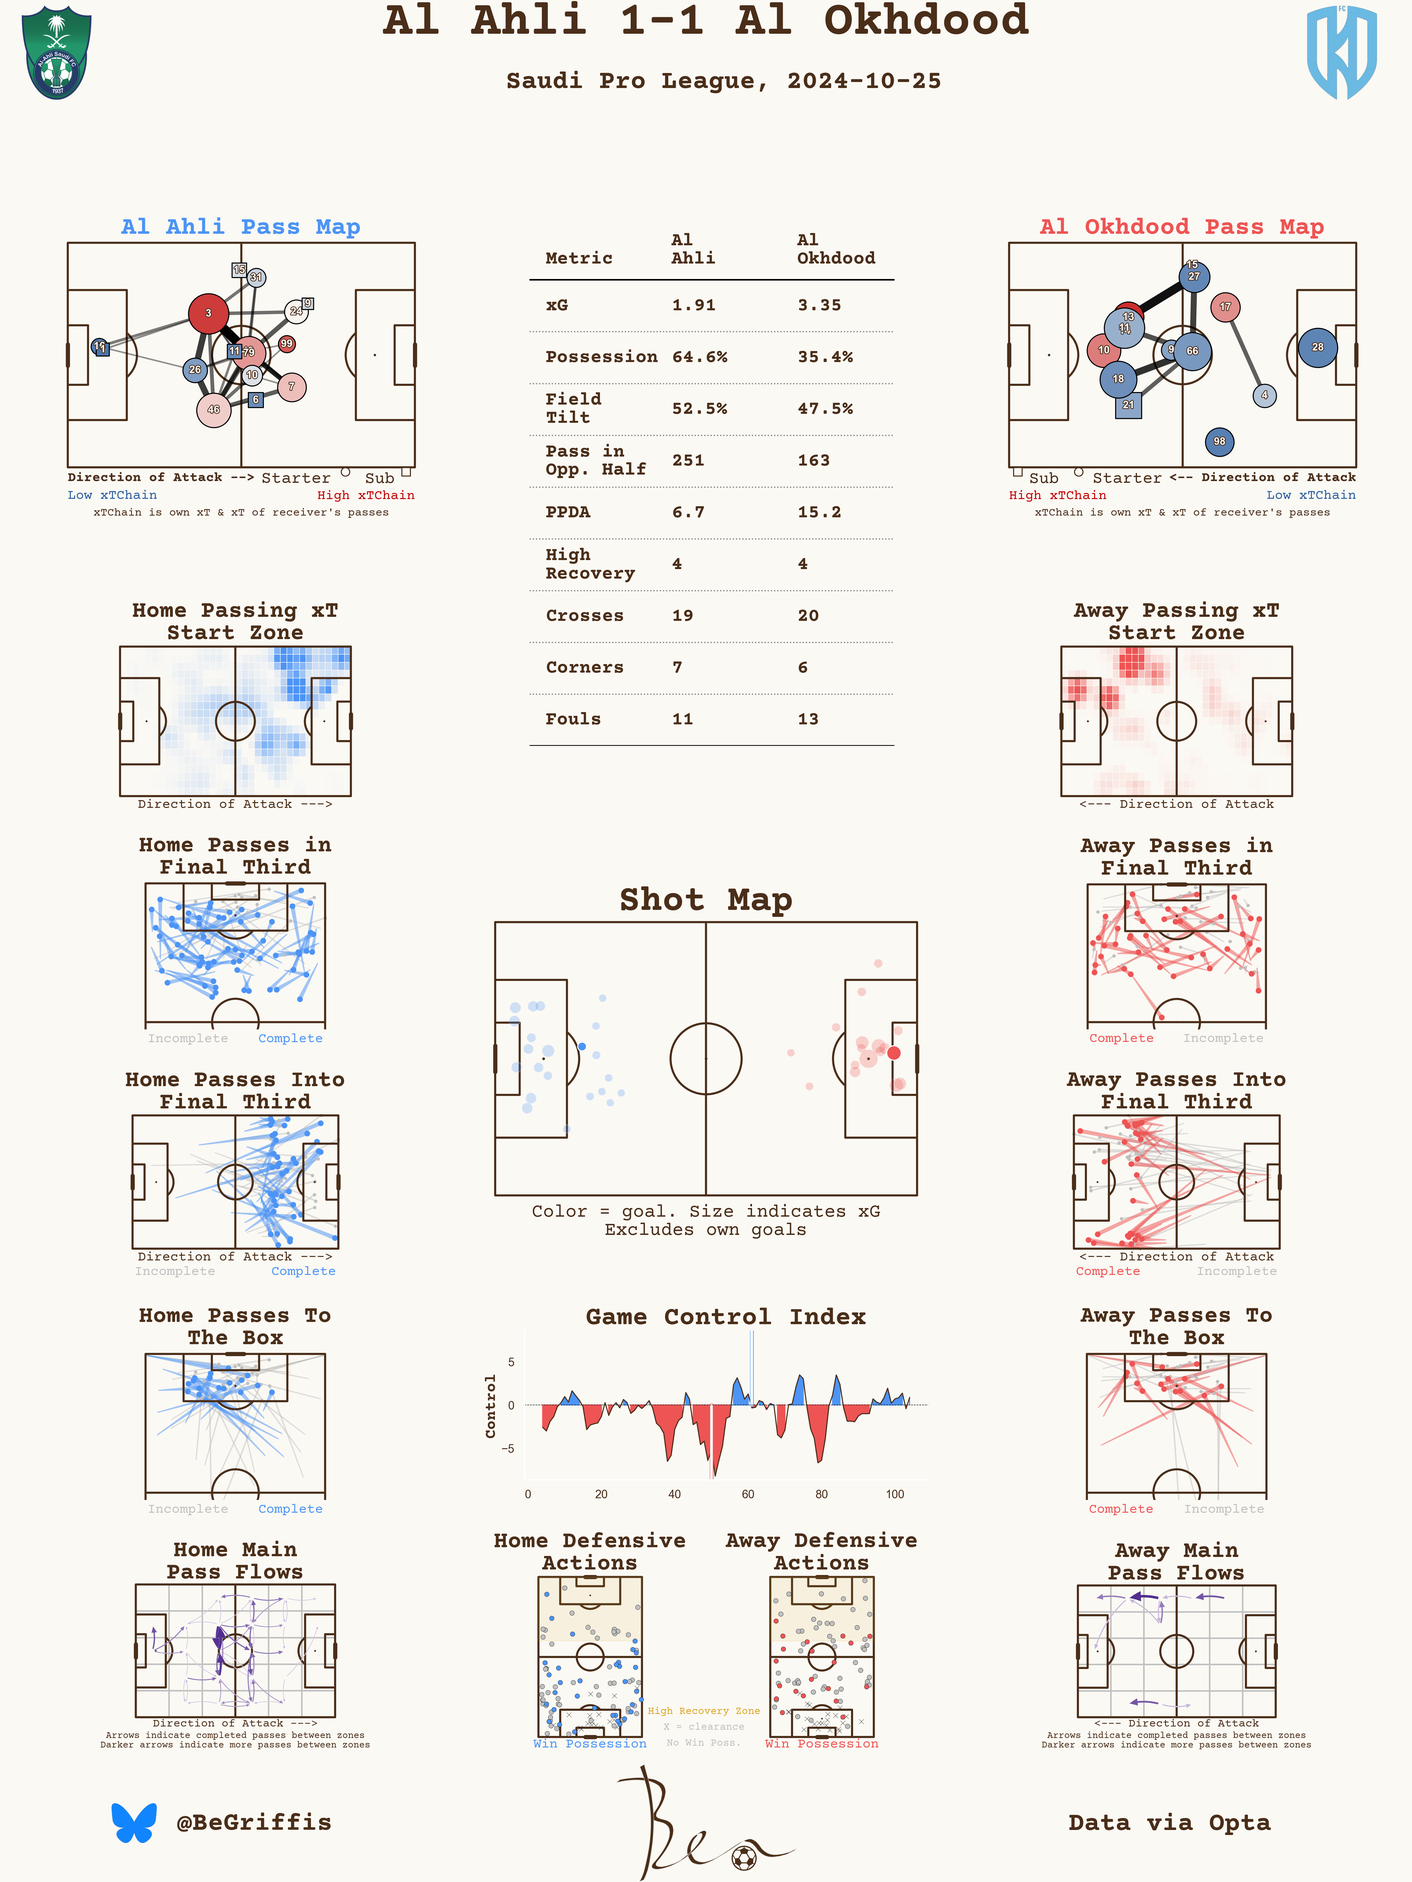 Al Ahli 1-1 Al Okhdood
Saudi Pro League, 2024-10-25
Al-Ahli Saudi FC
1937
FC
Al Ahli Pass Map
15
31
3
24
9
1
11
79
99
26
10
7
6
46
Direction of Attack --> Starter Sub
Low xTChain High xTChain
xTChain is own xT & xT of receiver's passes
Metric Al Ahli Al Okhdood
xG 1.91 3.35
Possession 64.6% 35.4%
Field Tilt 52.5% 47.5%
Pass in Opp. Half 251 163
PPDA 6.7 15.2
High Recovery 4 4
Crosses 19 20
Corners 7 6
Fouls 11 13
Al Okhdood Pass Map
15
27
17
13
11
10
9
66
28
18
21
4
98
Sub Starter <-- Direction of Attack
High xTChain Low xTChain
xTChain is own xT & xT of receiver's passes
Home Passing xT
Start Zone
Direction of Attack --->
Away Passing xT
Start Zone
<--- Direction of Attack
Home Passes in
Final Third
Incomplete Complete
Away Passes in
Final Third
Complete Incomplete
Shot Map
Color = goal. Size indicates xG
Excludes own goals
Home Passes Into
Final Third
Direction of Attack --->
Incomplete Complete
Away Passes Into
Final Third
<--- Direction of Attack
Complete Incomplete
Home Passes To
The Box
Incomplete Complete
Game Control Index
Control
5
0
−5
0 20 40 60 80 100
Away Passes To
The Box
Complete Incomplete
Home Main
Pass Flows
Direction of Attack --->
Arrows indicate completed passes between zones
Darker arrows indicate more passes between zones
Home Defensive
Actions
Win Possession
High Recovery Zone
X = clearance
No Win Poss.
Away Defensive
Actions
Win Possession
Away Main
Pass Flows
<--- Direction of Attack
Arrows indicate completed passes between zones
Darker arrows indicate more passes between zones
@BeGriffis
Ben
Data via Opta